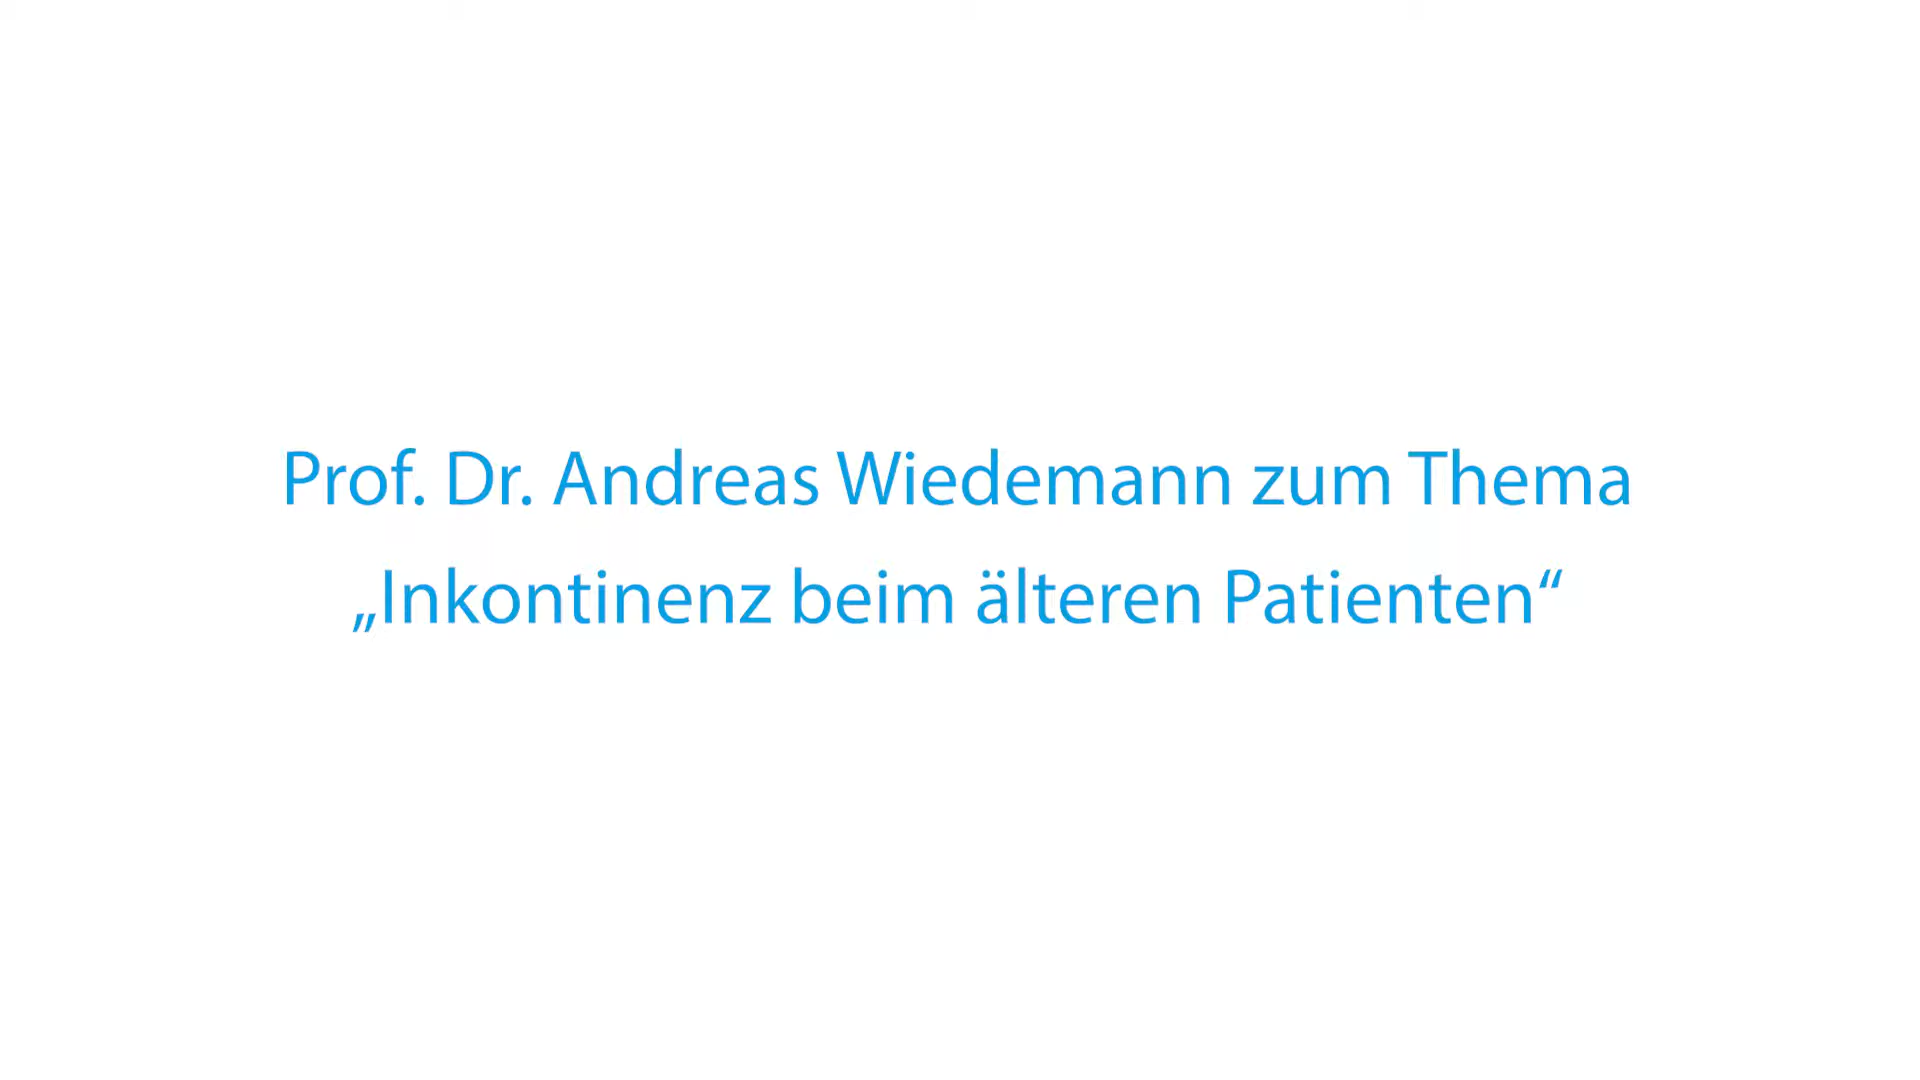 Prof. Dr. Andreas Wiedemann zum Thema
„Inkontinenz beim älteren Patienten“